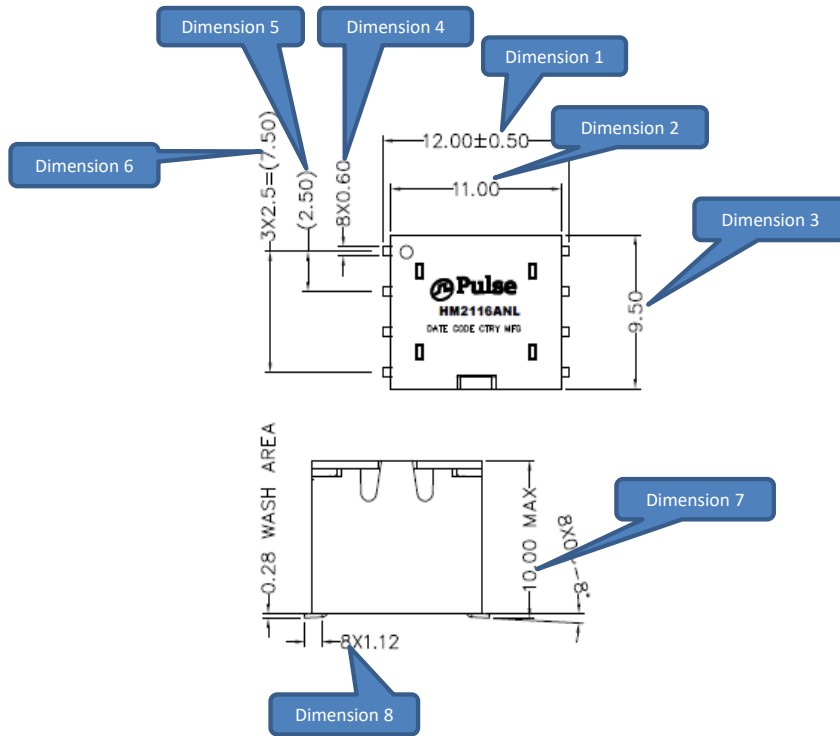 Dimension 5
Dimension 4
Dimension 1
12.00±0.50
Dimension 2
Dimension 6
3X2.5=(7.50)
(2.50)
8X0.60
11.00
Dimension 3
Pulse
HM2116ANL
DATE CODE CTRY MFG
9.50
0.28 WASH AREA
10.00 MAX
Dimension 7
8X1.12
Dimension 8